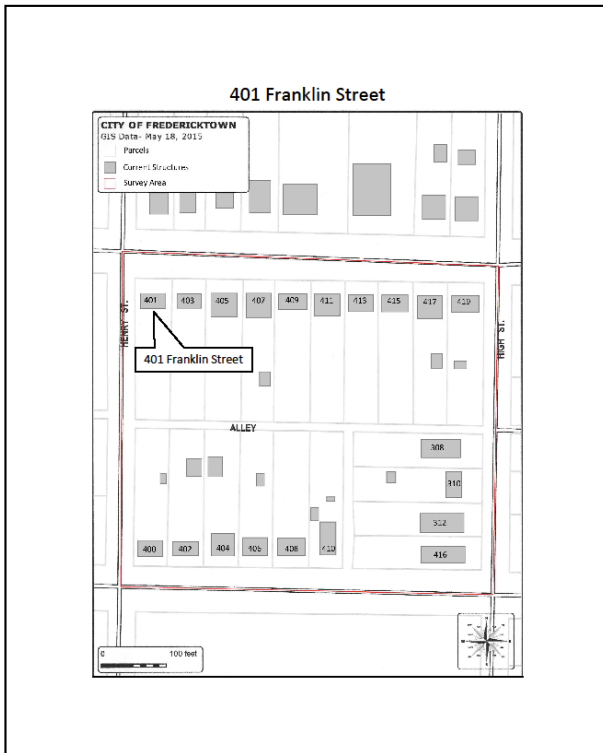 401 Franklin Street
CITY OF FREDERICKTOWN
GIS Data- May 18, 2015
Parcels
Current Structures
Survey Area
401 403 405 407 409 411 413 415 417 419
HENRY ST.
HIGH ST.
401 Franklin Street
ALLEY
308
310
312
400 402 404 406 408 410 416
0 100 feet